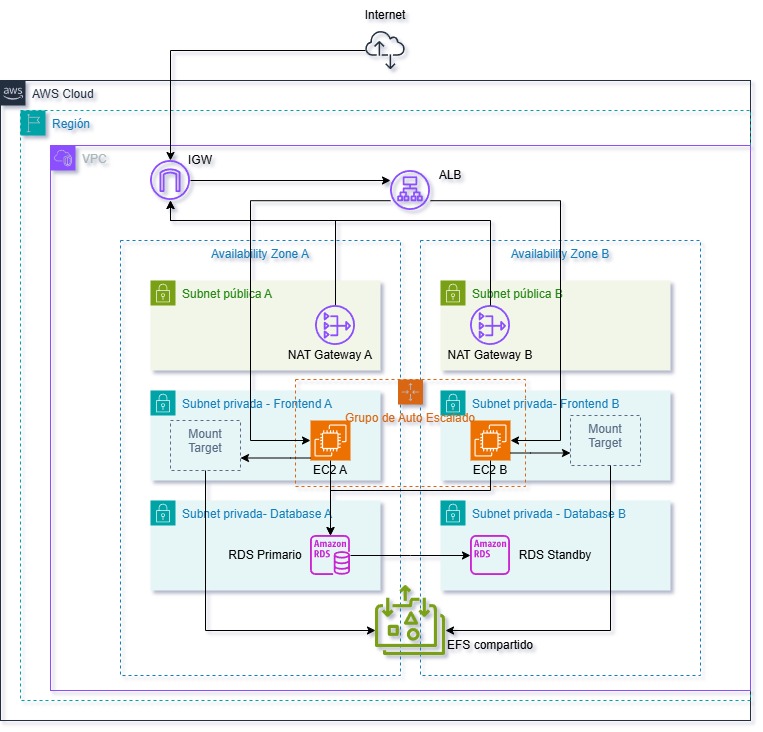 Internet
aws
AWS Cloud
Región
VPC
IGW
ALB
Availability Zone A
Availability Zone B
Subnet pública A
Subnet pública B
NAT Gateway A
NAT Gateway B
Subnet privada - Frontend A
Subnet privada- Frontend B
Grupo de Auto Escalado
Mount
Target
Mount
Target
EC2 A
EC2 B
Subnet privada- Database A
Subnet privada - Database B
Amazon
RDS
RDS Primario
Amazon
RDS
RDS Standby
EFS compartido